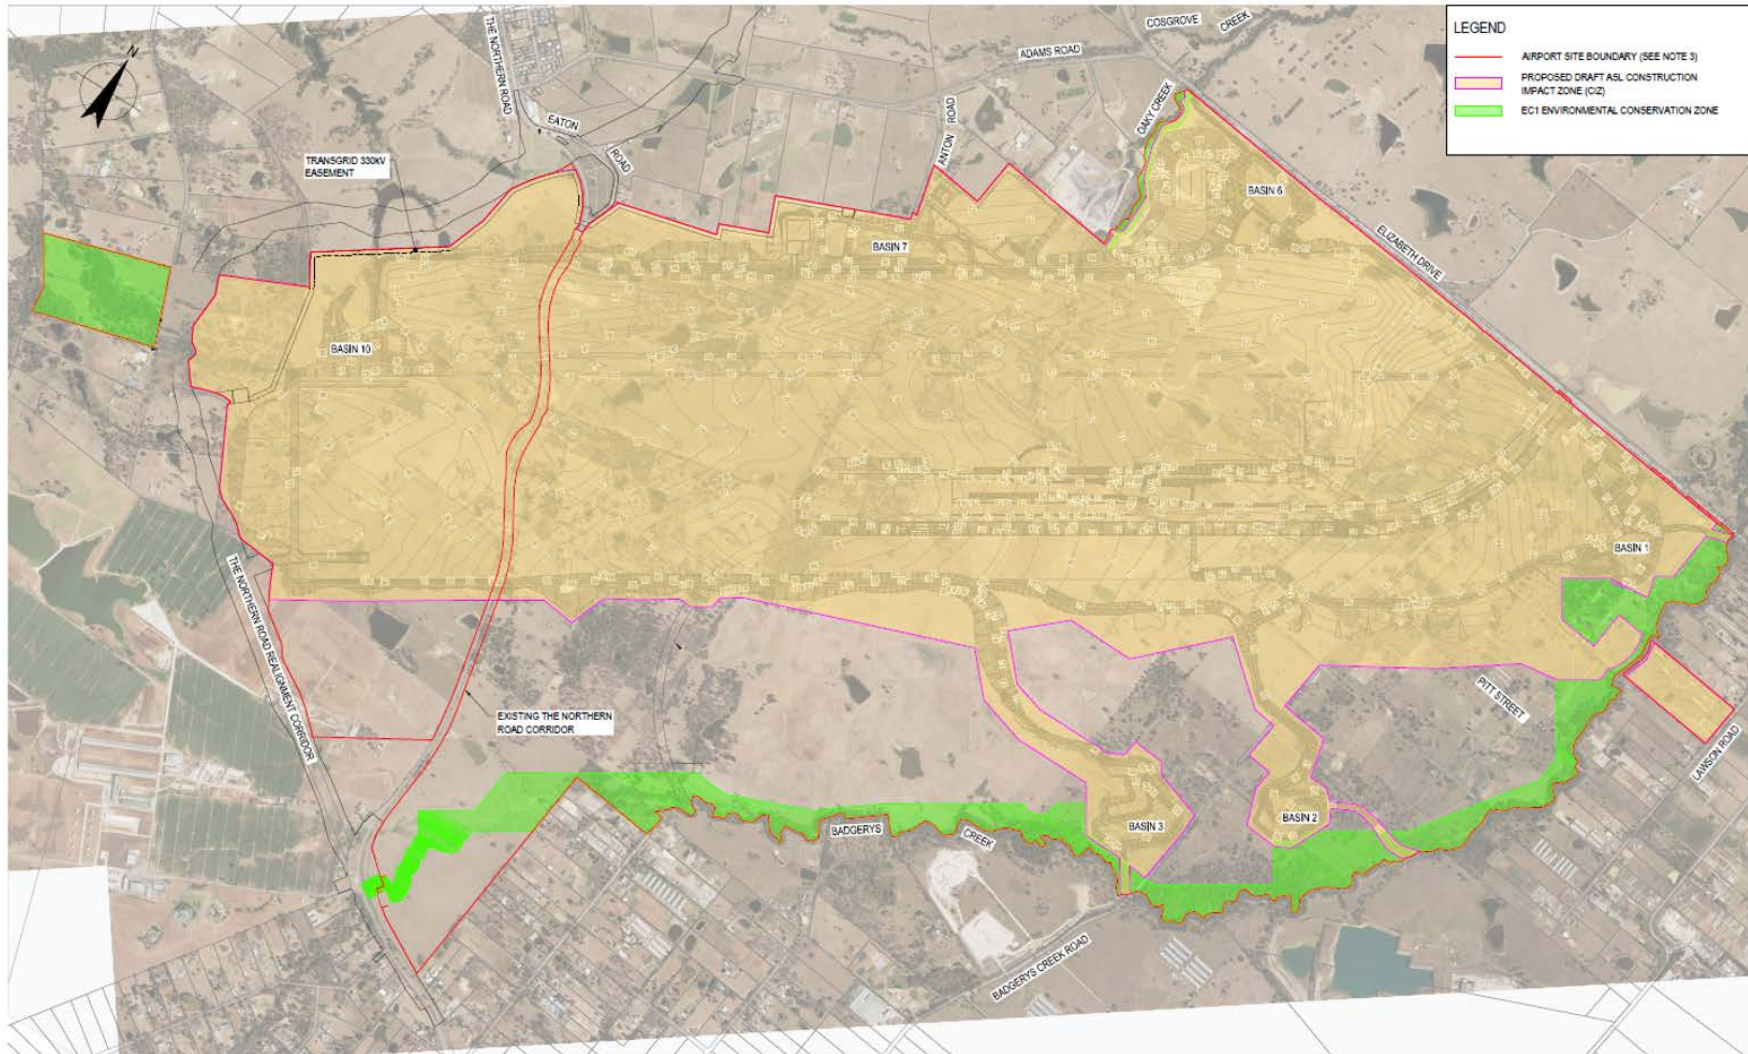 LEGEND
AIRPORT SITE BOUNDARY (SEE NOTE 3)
PROPOSED DRAFT ASL CONSTRUCTION
IMPACT ZONE (CIZ)
EC1 ENVIRONMENTAL CONSERVATION ZONE
N
THE NORTHERN ROAD
COSGROVE
CREEK
ADAMS ROAD
OAKY CREEK
EATON
ROAD
ANTON ROAD
TRANSGRID 330kV
EASEMENT
BASIN 6
BASIN 7
ELIZABETH DRIVE
BASIN 10
BASIN 1
THE NORTHERN ROAD REALIGNMENT CORRIDOR
EXISTING THE NORTHERN
ROAD CORRIDOR
PITT STREET
LAWSON ROAD
BASIN 3
BASIN 2
BADGERYS
CREEK
BADGERYS CREEK ROAD